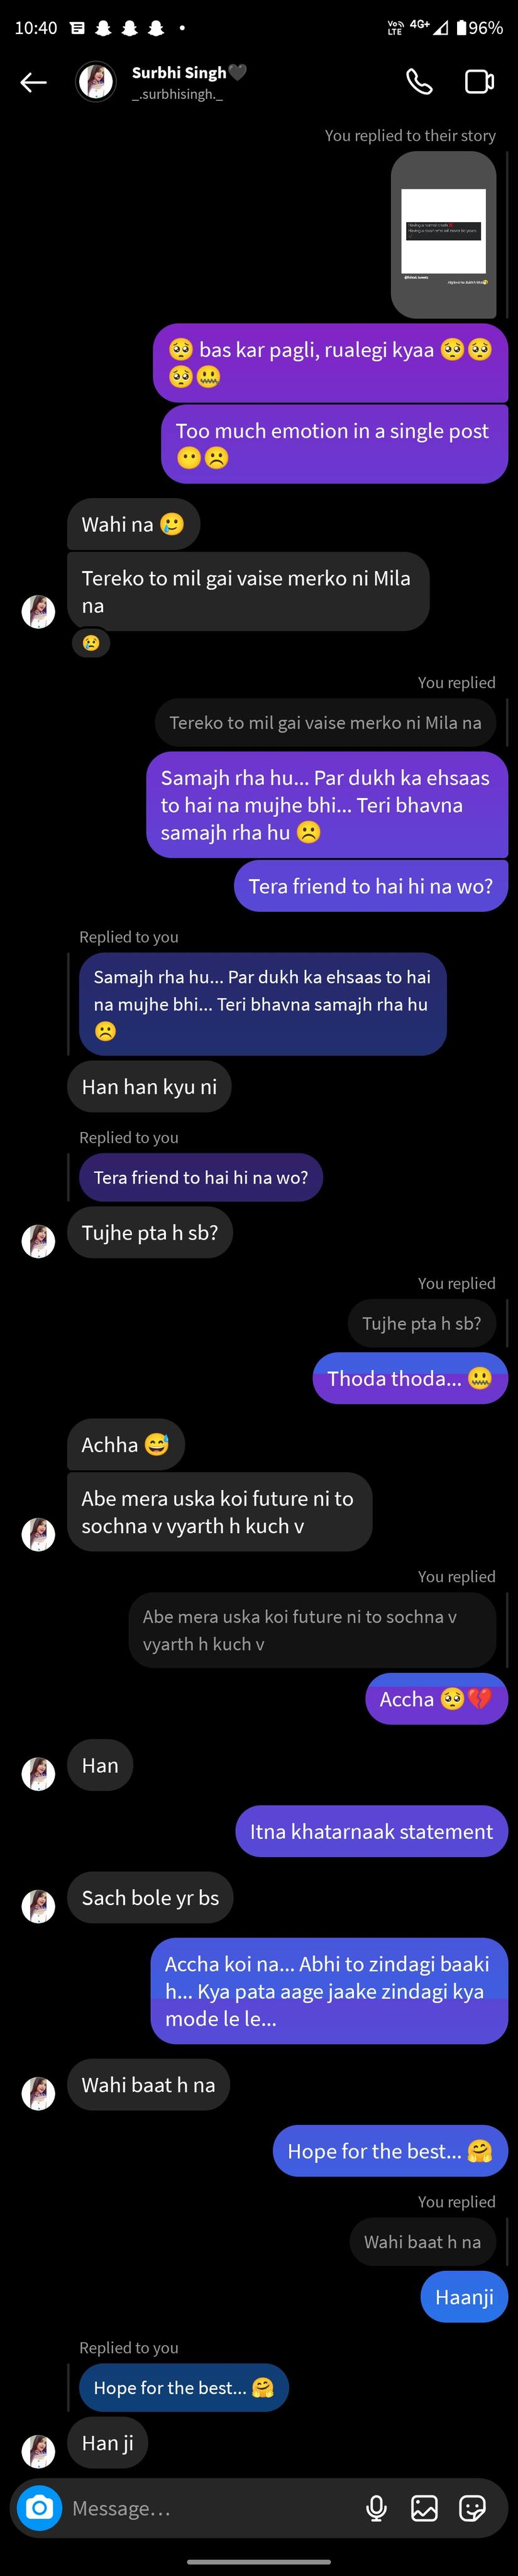 10:40
Vo)) LTE 4G+ 96%
Surbhi Singh🖤
_.surbhisingh._
You replied to their story
🥺 bas kar pagli, rualegi kyaa 🥺🥺
🥺🤐
Too much emotion in a single post
😶☹️
Wahi na 🥲
Tereko to mil gai vaise merko ni Mila
na
😢
You replied
Tereko to mil gai vaise merko ni Mila na
Samajh rha hu... Par dukh ka ehsaas
to hai na mujhe bhi... Teri bhavna
samajh rha hu ☹️
Tera friend to hai hi na wo?
Replied to you
Samajh rha hu... Par dukh ka ehsaas to hai
na mujhe bhi... Teri bhavna samajh rha hu
☹️
Han han kyu ni
Replied to you
Tera friend to hai hi na wo?
Tujhe pta h sb?
You replied
Tujhe pta h sb?
Thoda thoda... 🤐
Achha 😅
Abe mera uska koi future ni to
sochna v vyarth h kuch v
You replied
Abe mera uska koi future ni to sochna v
vyarth h kuch v
Accha 🥺💔
Han
Itna khatarnaak statement
Sach bole yr bs
Accha koi na... Abhi to zindagi baaki
h... Kya pata aage jaake zindagi kya
mode le le...
Wahi baat h na
Hope for the best... 🤗
You replied
Wahi baat h na
Haanji
Replied to you
Hope for the best... 🤗
Han ji
Message...